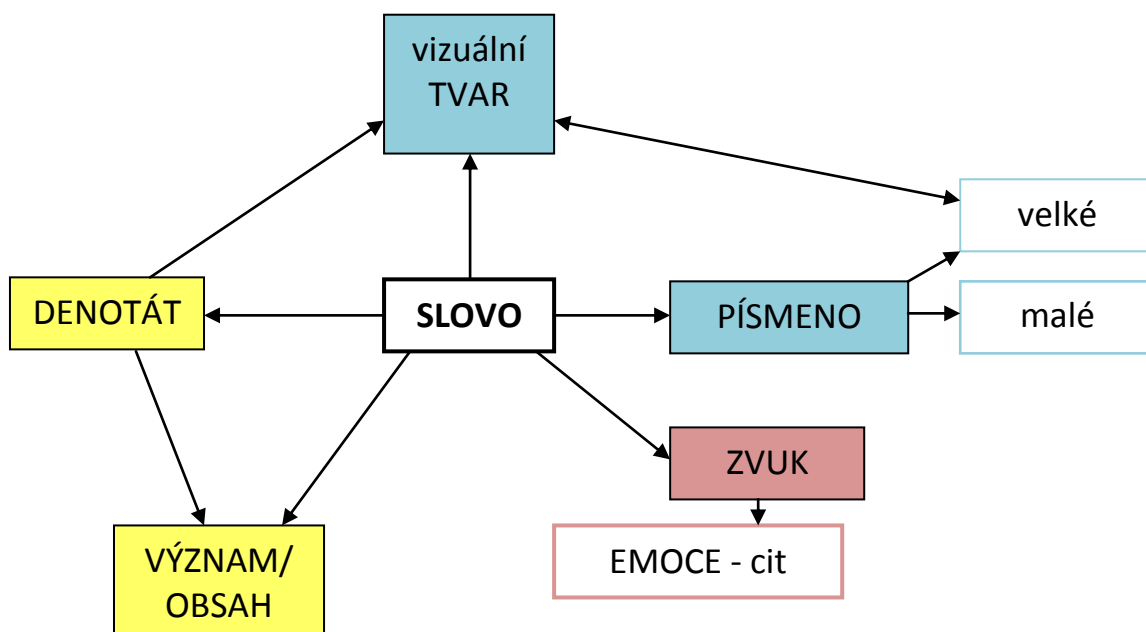 vizuální
TVAR
velké
DENOTÁT
SLOVO
PÍSMENO
malé
ZVUK
VÝZNAM/
OBSAH
EMOCE - cit